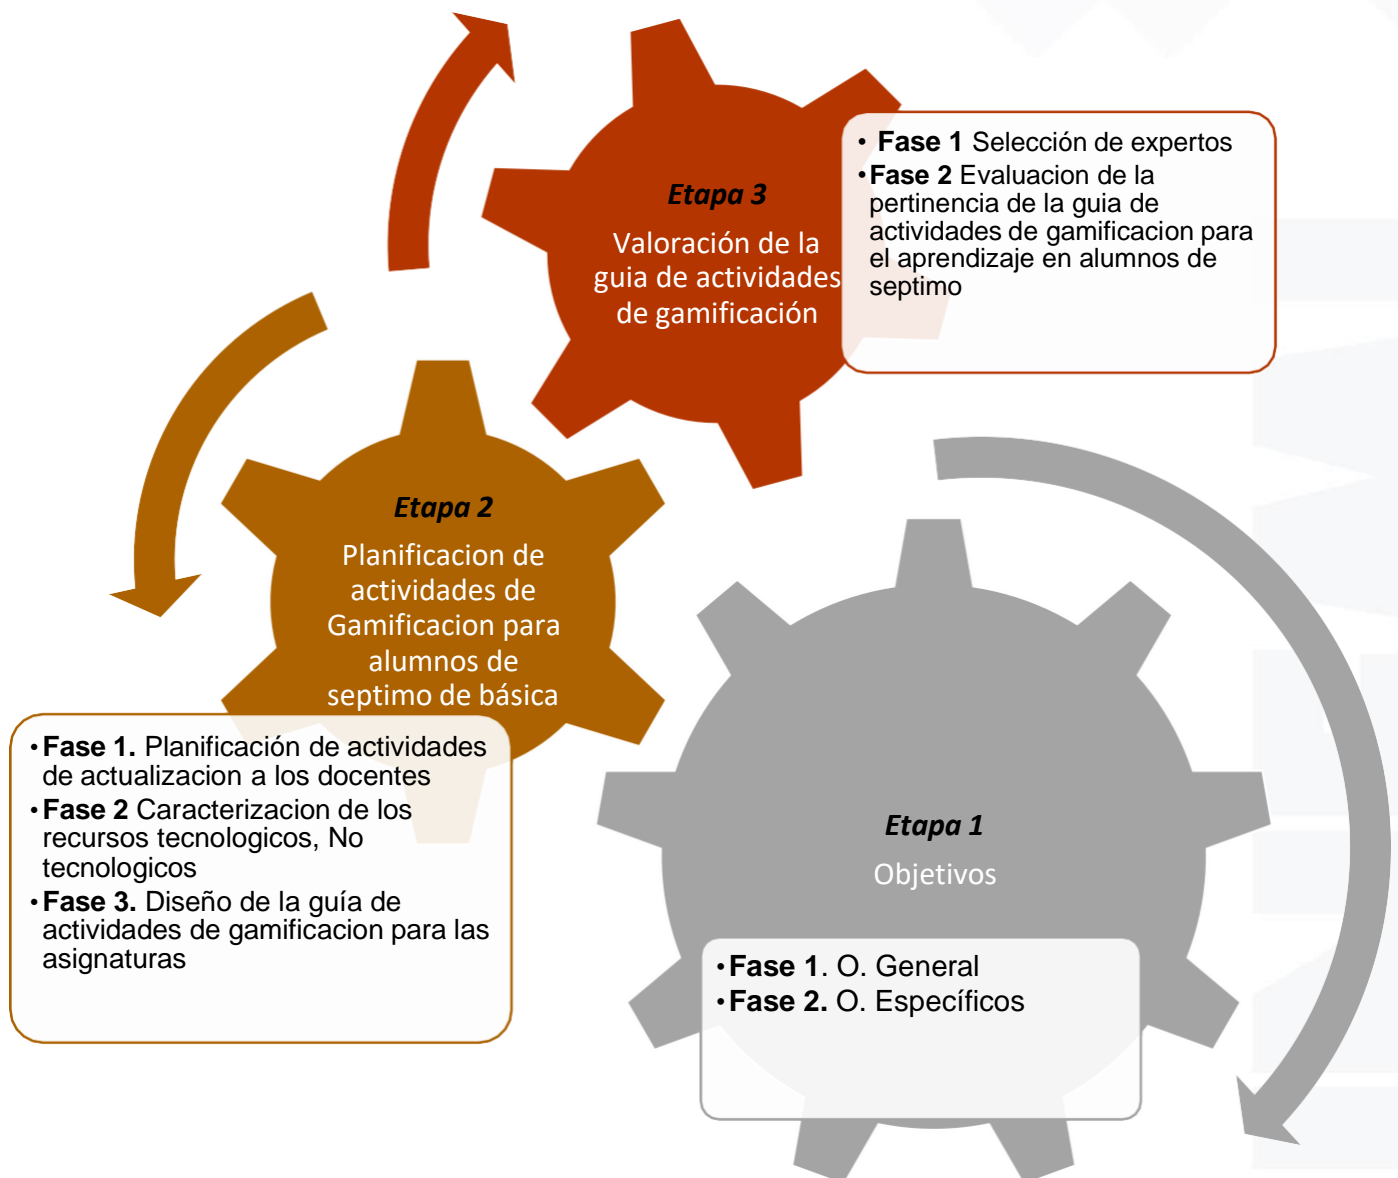 Etapa 3
Valoración de la
guia de actividades
de gamificación
• Fase 1 Selección de expertos
• Fase 2 Evaluacion de la
pertinencia de la guia de
actividades de gamificacion para
el aprendizaje en alumnos de
septimo
Etapa 2
Planificacion de
actividades de
Gamificacion para
alumnos de
septimo de básica
• Fase 1. Planificación de actividades
de actualizacion a los docentes
• Fase 2 Caracterizacion de los
recursos tecnologicos, No
tecnologicos
• Fase 3. Diseño de la guía de
actividades de gamificacion para las
asignaturas
Etapa 1
Objetivos
• Fase 1. O. General
• Fase 2. O. Específicos